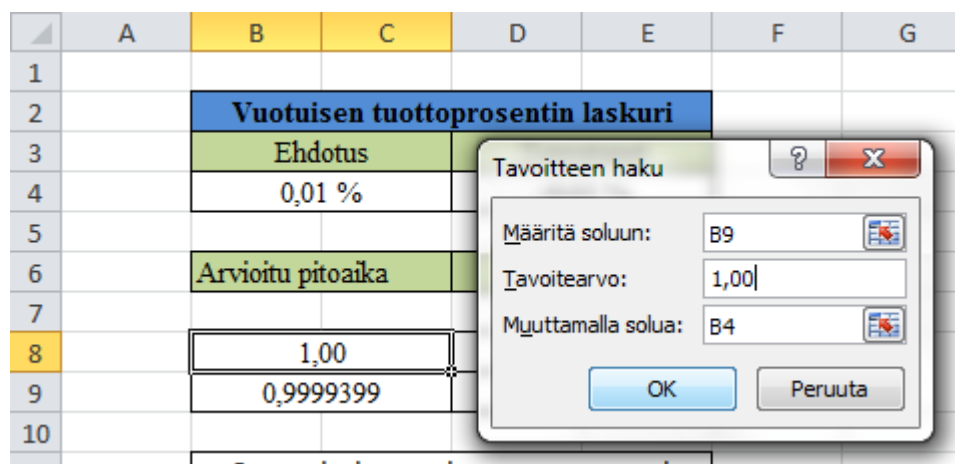 A B C D E F G
1
2 Vuotuisen tuottoprosentin laskuri
3 Ehdotus
4 0,01 %
5
6 Arvioitu pitoaika
7
8 1,00
9 0,9999399
10
Tavoitteen haku
Määritä soluun: B9
Tavoitearvo: 1,00
Muuttamalla solua: B4
OK Peruuta